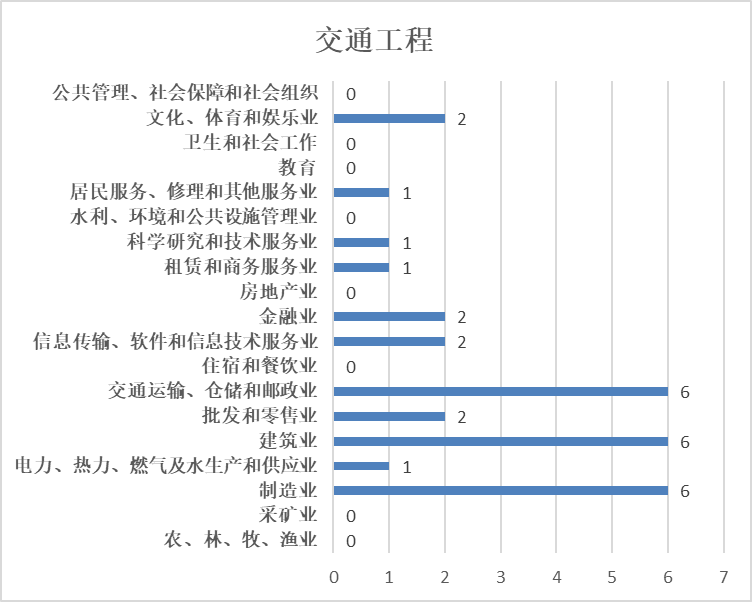 交通工程
公共管理、社会保障和社会组织 0
文化、体育和娱乐业 2
卫生和社会工作 0
教育 0
居民服务、修理和其他服务业 1
水利、环境和公共设施管理业 0
科学研究和技术服务业 1
租赁和商务服务业 1
房地产业 0
金融业 2
信息传输、软件和信息技术服务业 2
住宿和餐饮业 0
交通运输、仓储和邮政业 6
批发和零售业 2
建筑业 6
电力、热力、燃气及水生产和供应业 1
制造业 6
采矿业 0
农、林、牧、渔业 0
0 1 2 3 4 5 6 7